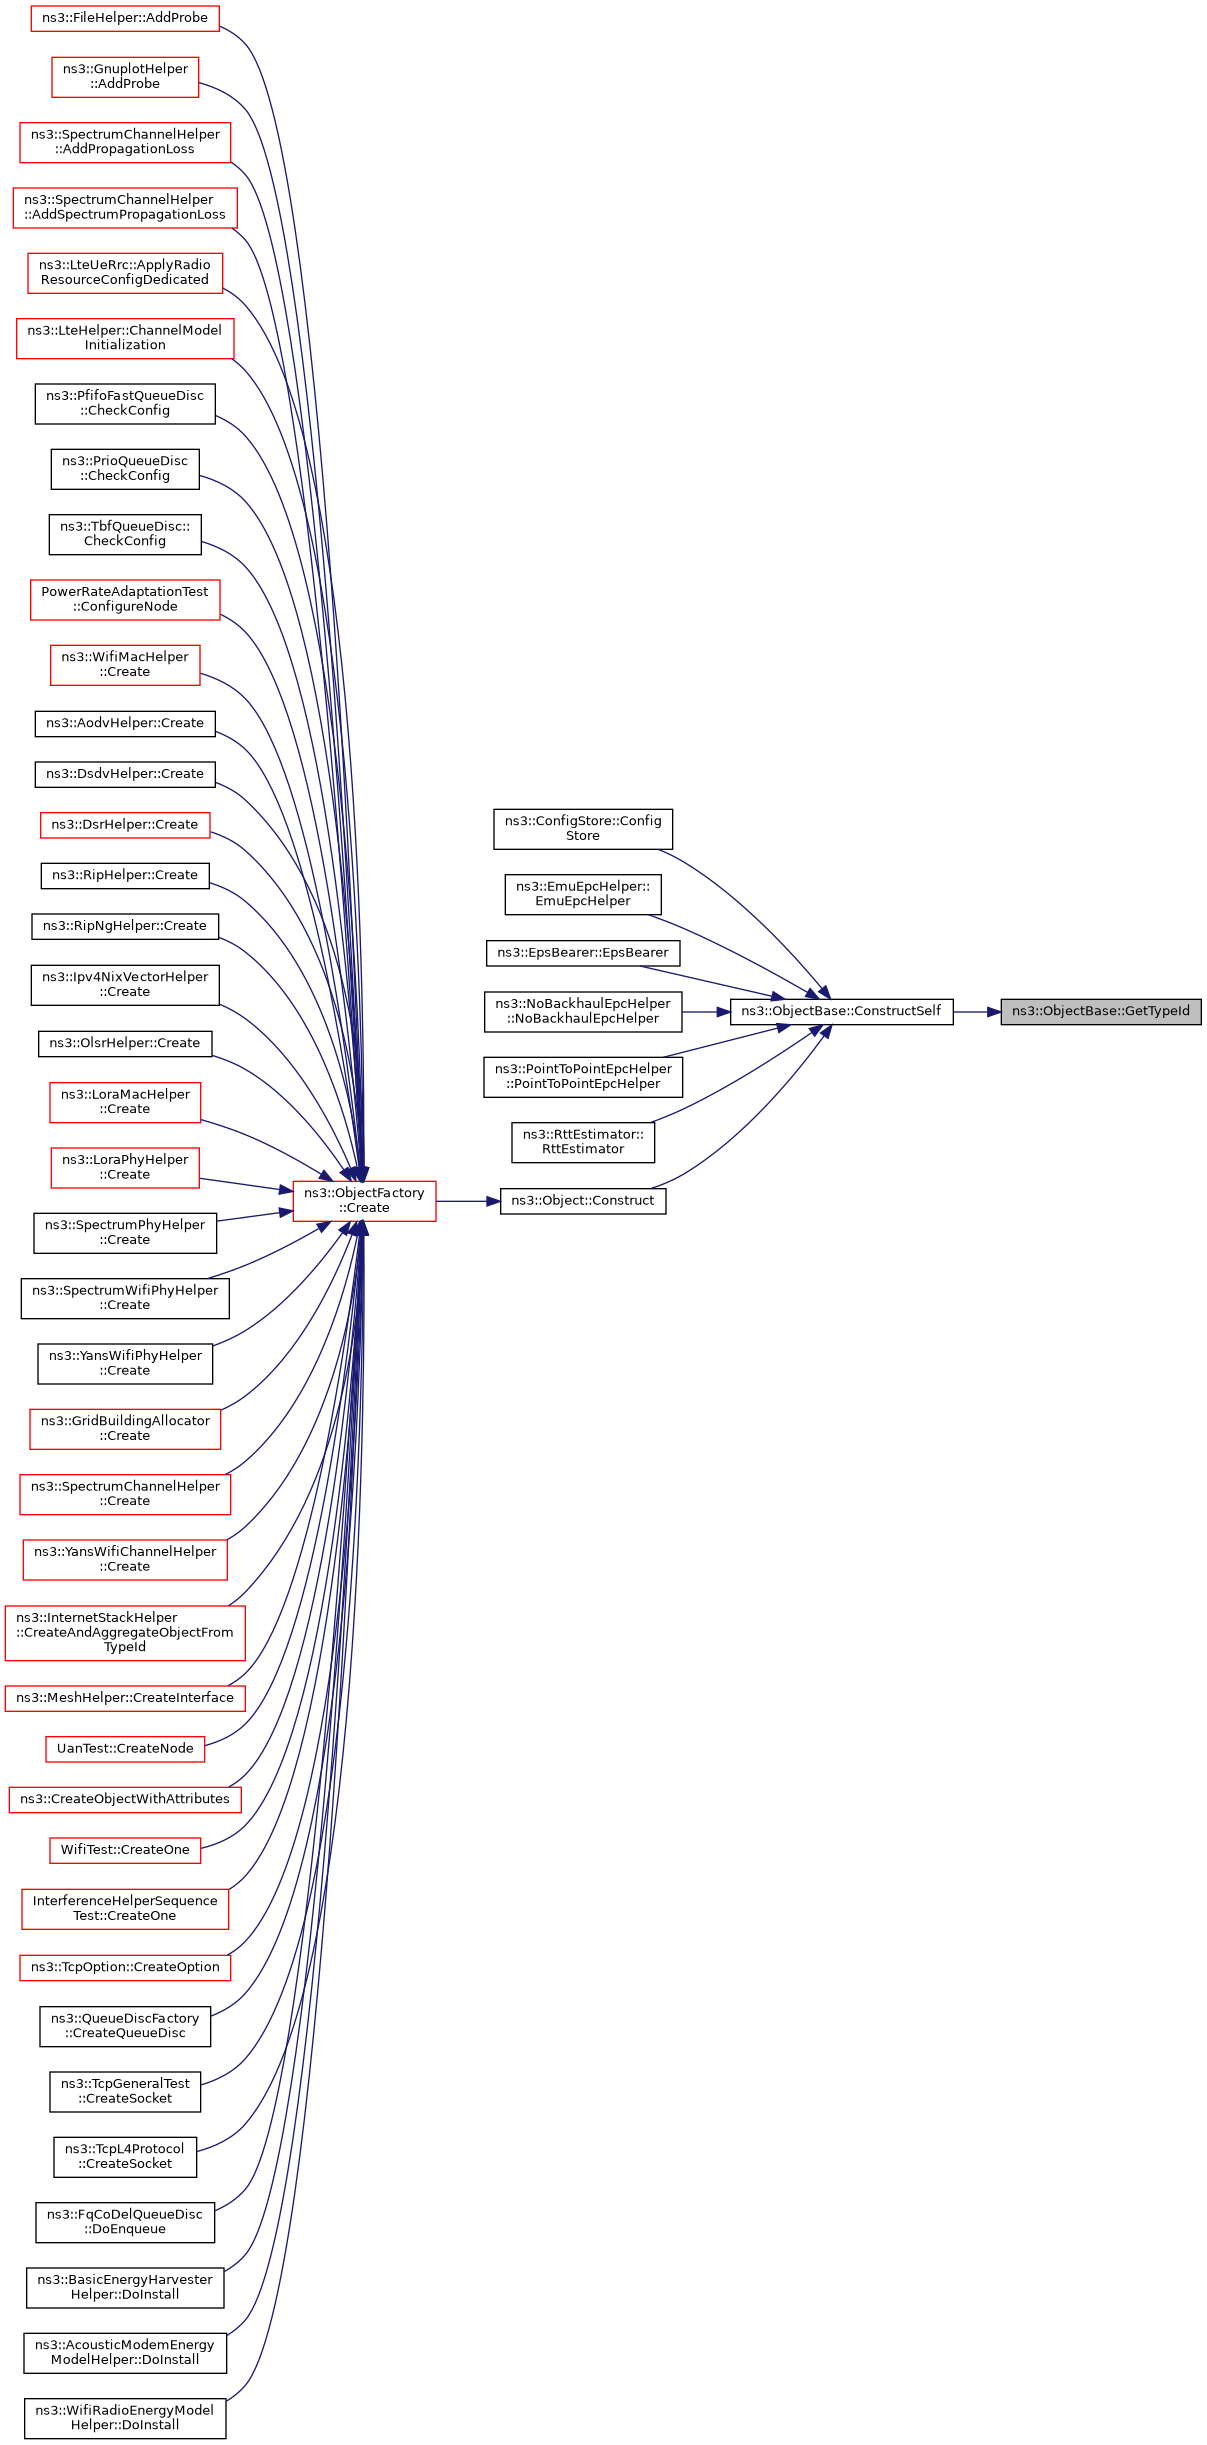 ns3::FileHelper::AddProbe
ns3::GnuplotHelper
::AddProbe
ns3::SpectrumChannelHelper
::AddPropagationLoss
ns3::SpectrumChannelHelper
::AddSpectrumPropagationLoss
ns3::LteUeRrc::ApplyRadio
ResourceConfigDedicated
ns3::LteHelper::ChannelModel
Initialization
ns3::PfifoFastQueueDisc
::CheckConfig
ns3::PrioQueueDisc
::CheckConfig
ns3::TbfQueueDisc::
CheckConfig
PowerRateAdaptationTest
::ConfigureNode
ns3::WifiMacHelper
::Create
ns3::AodvHelper::Create
ns3::DsdvHelper::Create
ns3::DsrHelper::Create
ns3::RipHelper::Create
ns3::RipNgHelper::Create
ns3::Ipv4NixVectorHelper
::Create
ns3::OlsrHelper::Create
ns3::LoraMacHelper
::Create
ns3::LoraPhyHelper
::Create
ns3::SpectrumPhyHelper
::Create
ns3::SpectrumWifiPhyHelper
::Create
ns3::YansWifiPhyHelper
::Create
ns3::GridBuildingAllocator
::Create
ns3::SpectrumChannelHelper
::Create
ns3::YansWifiChannelHelper
::Create
ns3::InternetStackHelper
::CreateAndAggregateObjectFrom
TypeId
ns3::MeshHelper::CreateInterface
UanTest::CreateNode
ns3::CreateObjectWithAttributes
WifiTest::CreateOne
InterferenceHelperSequence
Test::CreateOne
ns3::TcpOption::CreateOption
ns3::QueueDiscFactory
::CreateQueueDisc
ns3::TcpGeneralTest
::CreateSocket
ns3::TcpL4Protocol
::CreateSocket
ns3::FqCoDelQueueDisc
::DoEnqueue
ns3::BasicEnergyHarvester
Helper::DoInstall
ns3::AcousticModemEnergy
ModelHelper::DoInstall
ns3::WifiRadioEnergyModel
Helper::DoInstall
ns3::ObjectFactory
::Create
ns3::ConfigStore::Config
Store
ns3::EmuEpcHelper::
EmuEpcHelper
ns3::EpsBearer::EpsBearer
ns3::NoBackhaulEpcHelper
::NoBackhaulEpcHelper
ns3::PointToPointEpcHelper
::PointToPointEpcHelper
ns3::RttEstimator::
RttEstimator
ns3::Object::Construct
ns3::ObjectBase::ConstructSelf
ns3::ObjectBase::GetTypeId